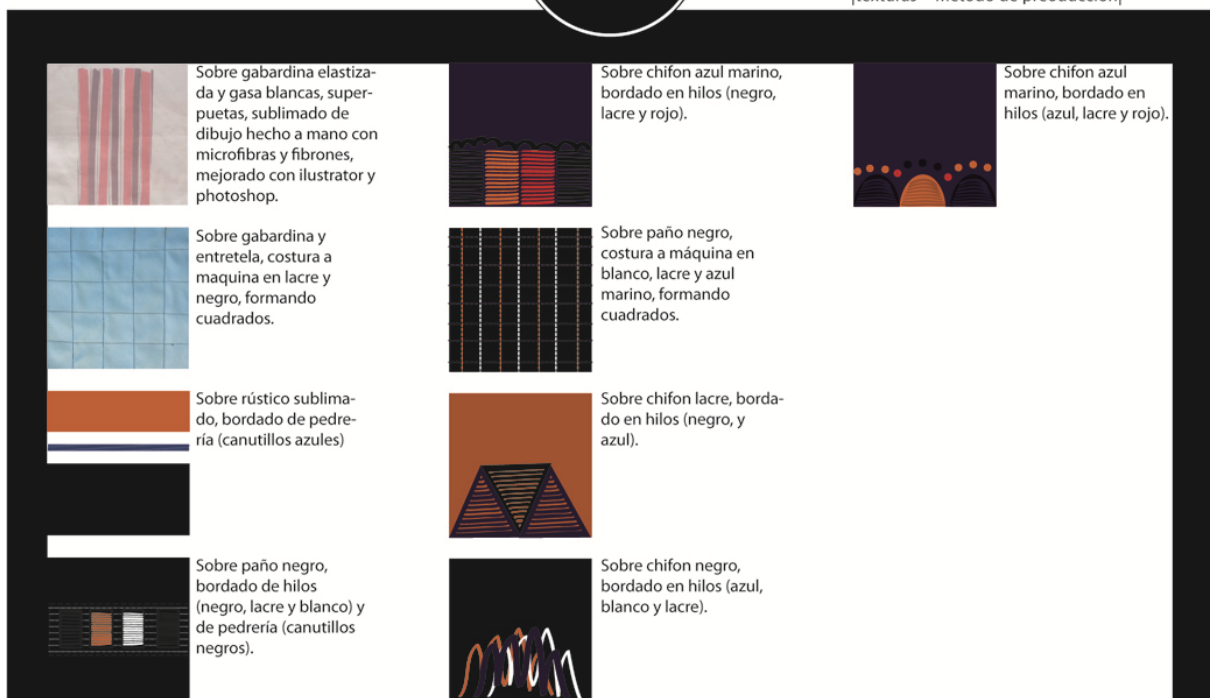 |texturas - método de preoducción|
Sobre gabardina elastiza-
da y gasa blancas, super-
puetas, sublimado de
dibujo hecho a mano con
microfibras y fibrones,
mejorado con ilustrator y
photoshop.
Sobre gabardina y
entretela, costura a
maquina en lacre y
negro, formando
cuadrados.
Sobre rústico sublima-
do, bordado de pedre-
ría (canutillos azules)
Sobre paño negro,
bordado de hilos
(negro, lacre y blanco) y
de pedrería (canutillos
negros).
Sobre chifon azul marino,
bordado en hilos (negro,
lacre y rojo).
Sobre paño negro,
costura a máquina en
blanco, lacre y azul
marino, formando
cuadrados.
Sobre chifon lacre, borda-
do en hilos (negro, y
azul).
Sobre chifon negro,
bordado en hilos (azul,
blanco y lacre).
Sobre chifon azul
marino, bordado en
hilos (azul, lacre y rojo).